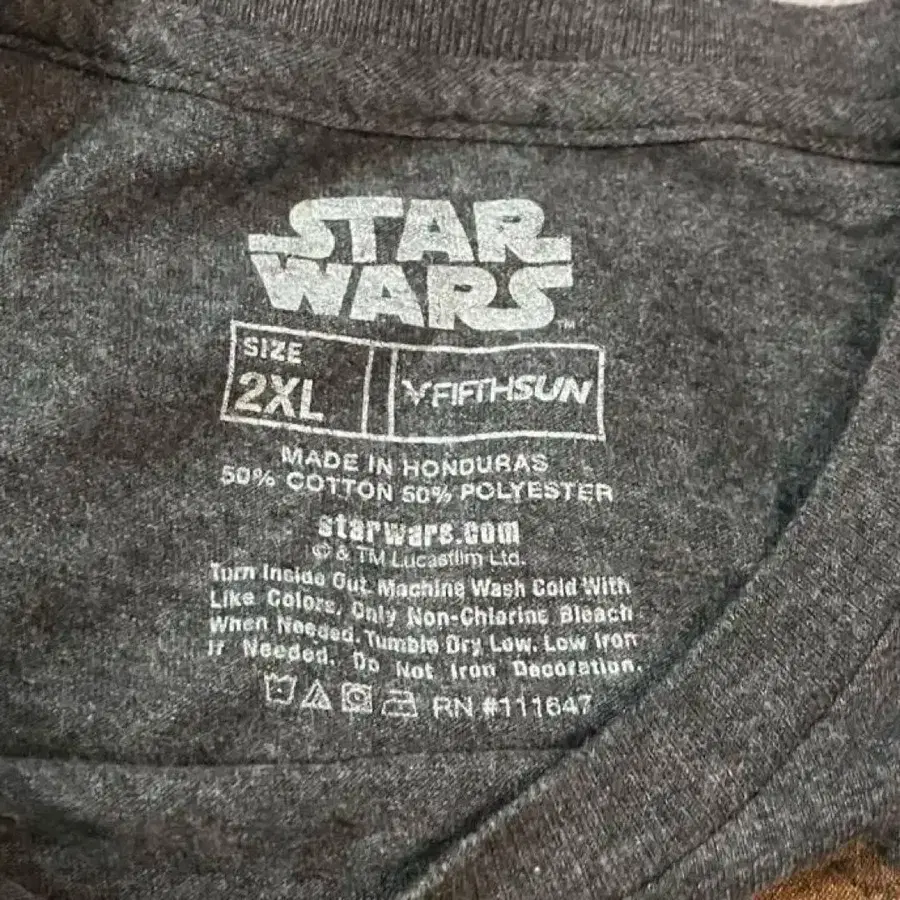 STAR
WARS™
SIZE
2XL
FIFTHSUN
MADE IN HONDURAS
50% COTTON 50% POLYESTER
starwars.com
© & TM Lucasfilm Ltd.
Turn Inside Out. Machine Wash Cold With
Like Colors. Only Non-Chlorine Bleach
When Needed. Tumble Dry Low. Low Iron
If Needed. Do Not Iron Decoration.
RN #111647